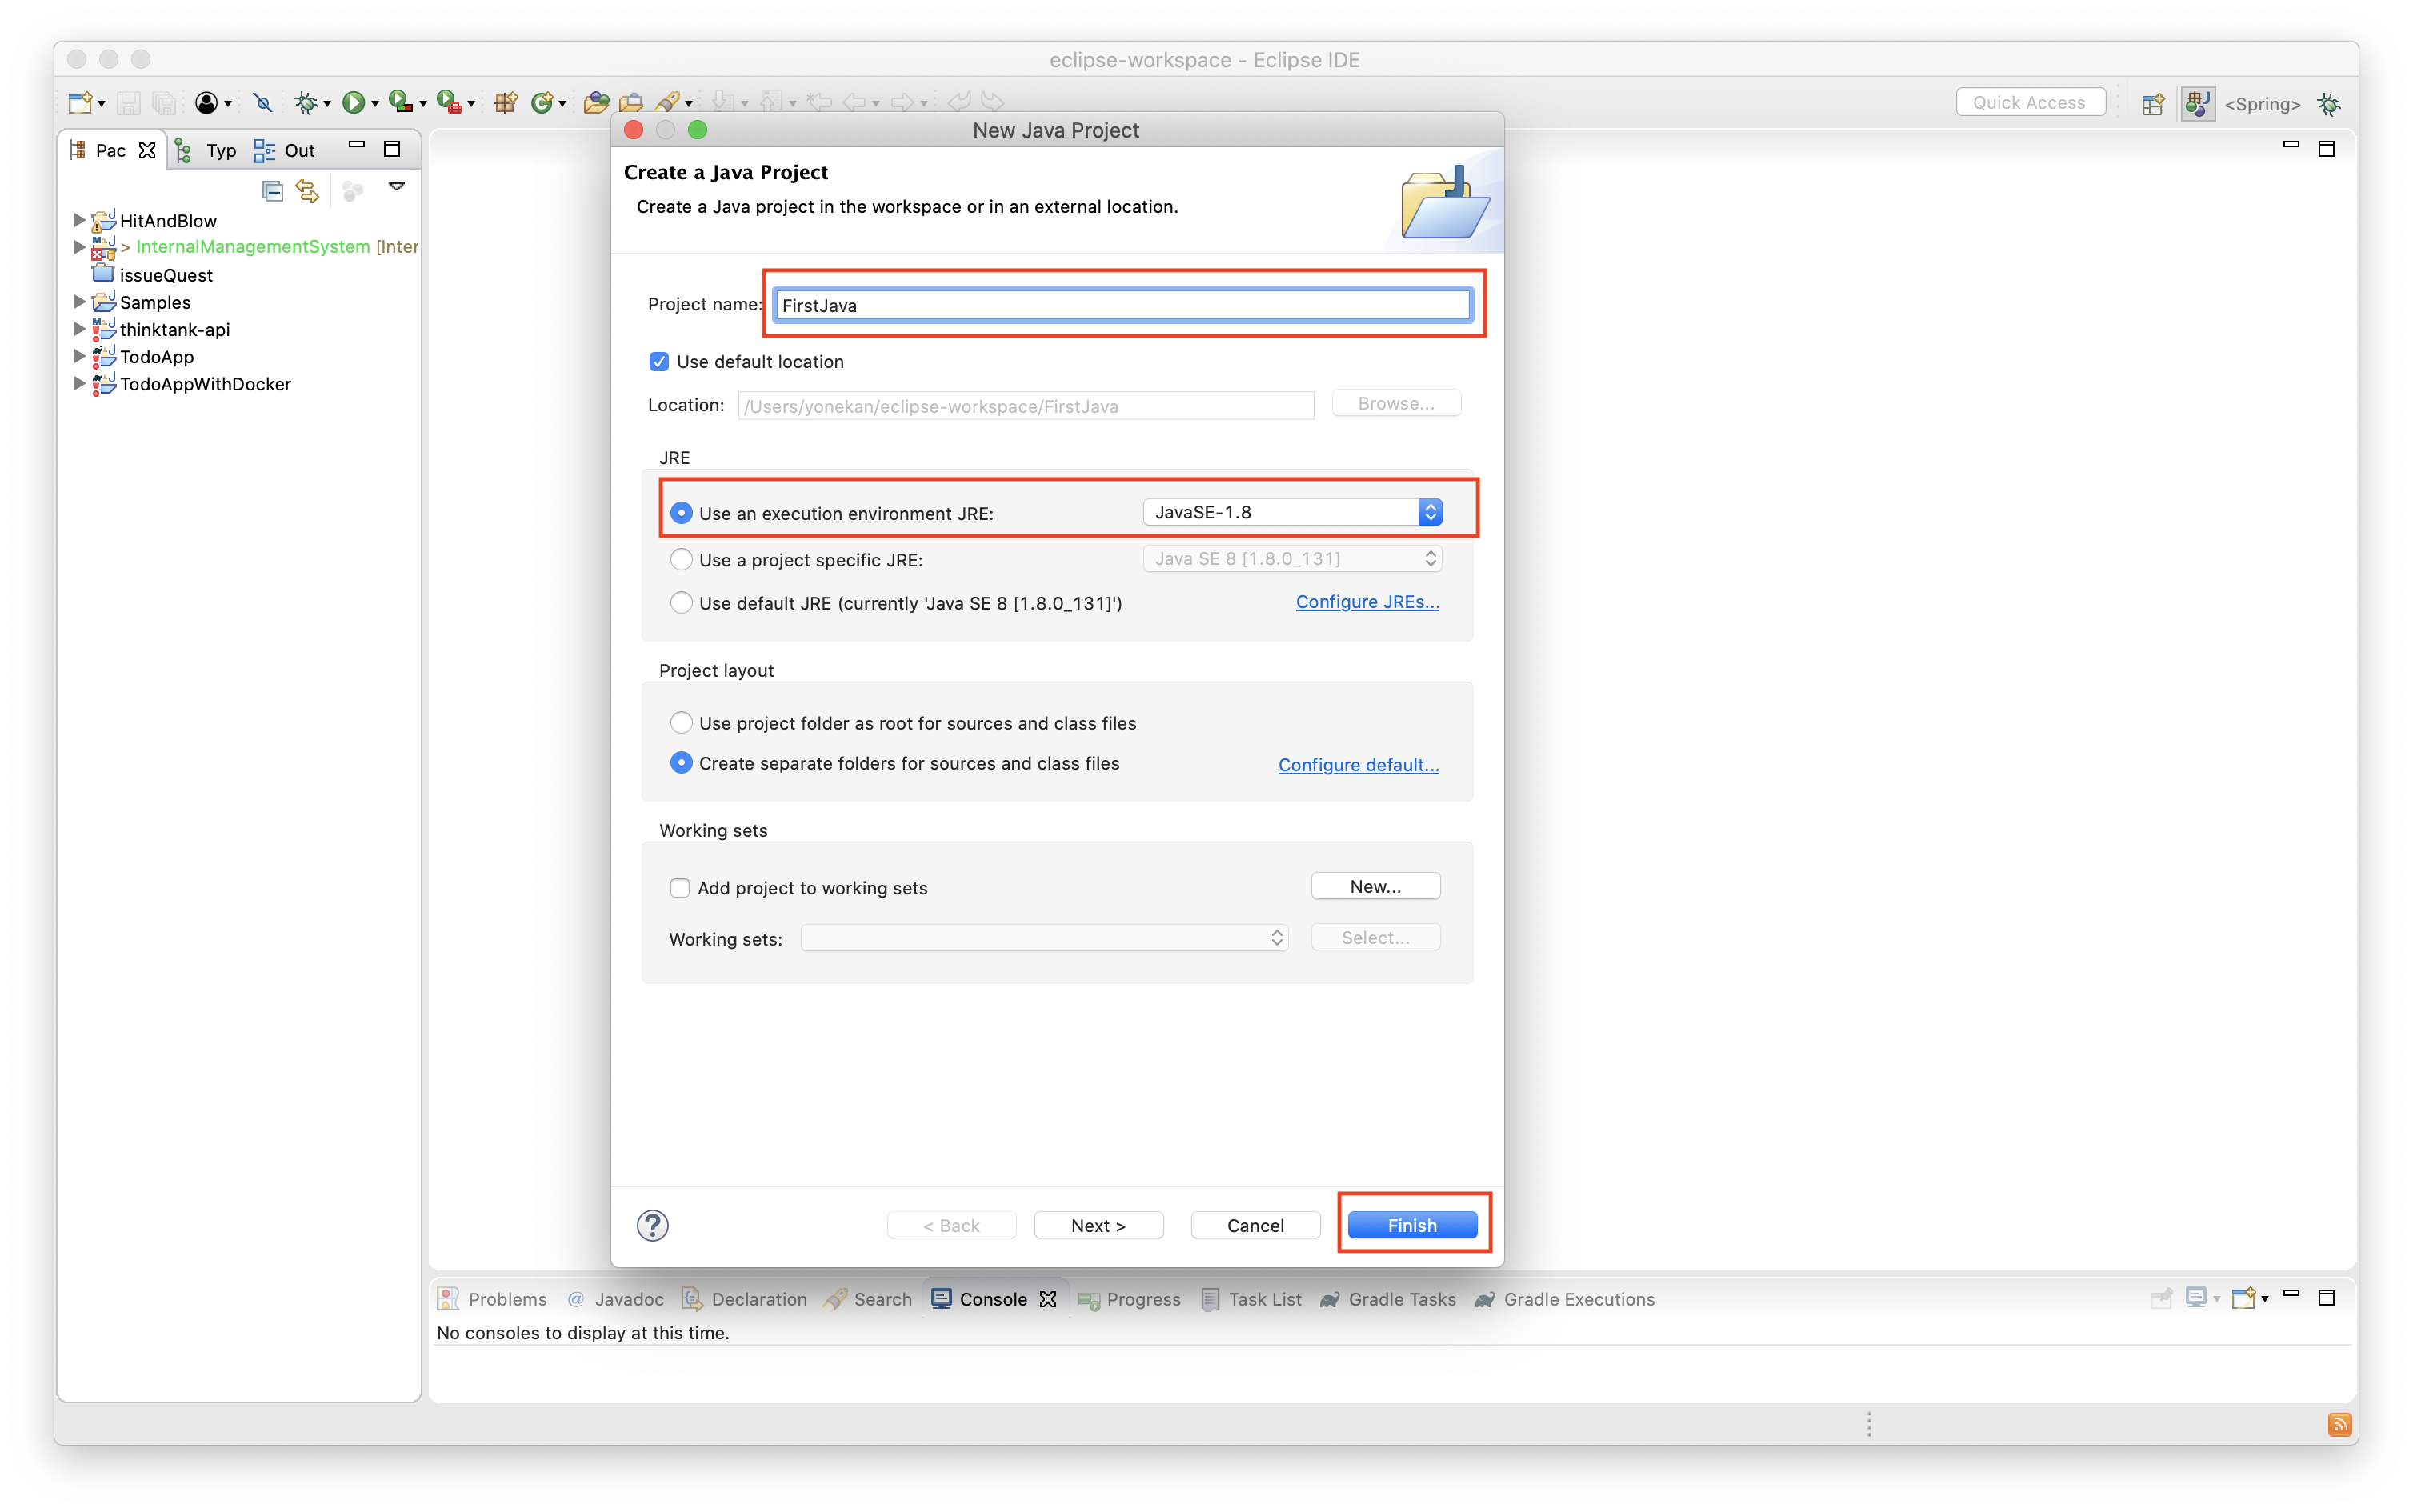 eclipse-workspace - Eclipse IDE
Quick Access
<Spring>
Pac Typ Out
HitAndBlow
> InternalManagementSystem [Inter
issueQuest
Samples
thinktank-api
TodoApp
TodoAppWithDocker
New Java Project
Create a Java Project
Create a Java project in the workspace or in an external location.
Project name: FirstJava
Use default location
Location: /Users/yonekan/eclipse-workspace/FirstJava Browse...
JRE
Use an execution environment JRE: JavaSE-1.8
Use a project specific JRE: Java SE 8 [1.8.0_131]
Use default JRE (currently 'Java SE 8 [1.8.0_131]') Configure JREs...
Project layout
Use project folder as root for sources and class files
Create separate folders for sources and class files Configure default...
Working sets
Add project to working sets New...
Working sets: Select...
? < Back Next > Cancel Finish
Problems @ Javadoc Declaration Search Console Progress Task List Gradle Tasks Gradle Executions
No consoles to display at this time.